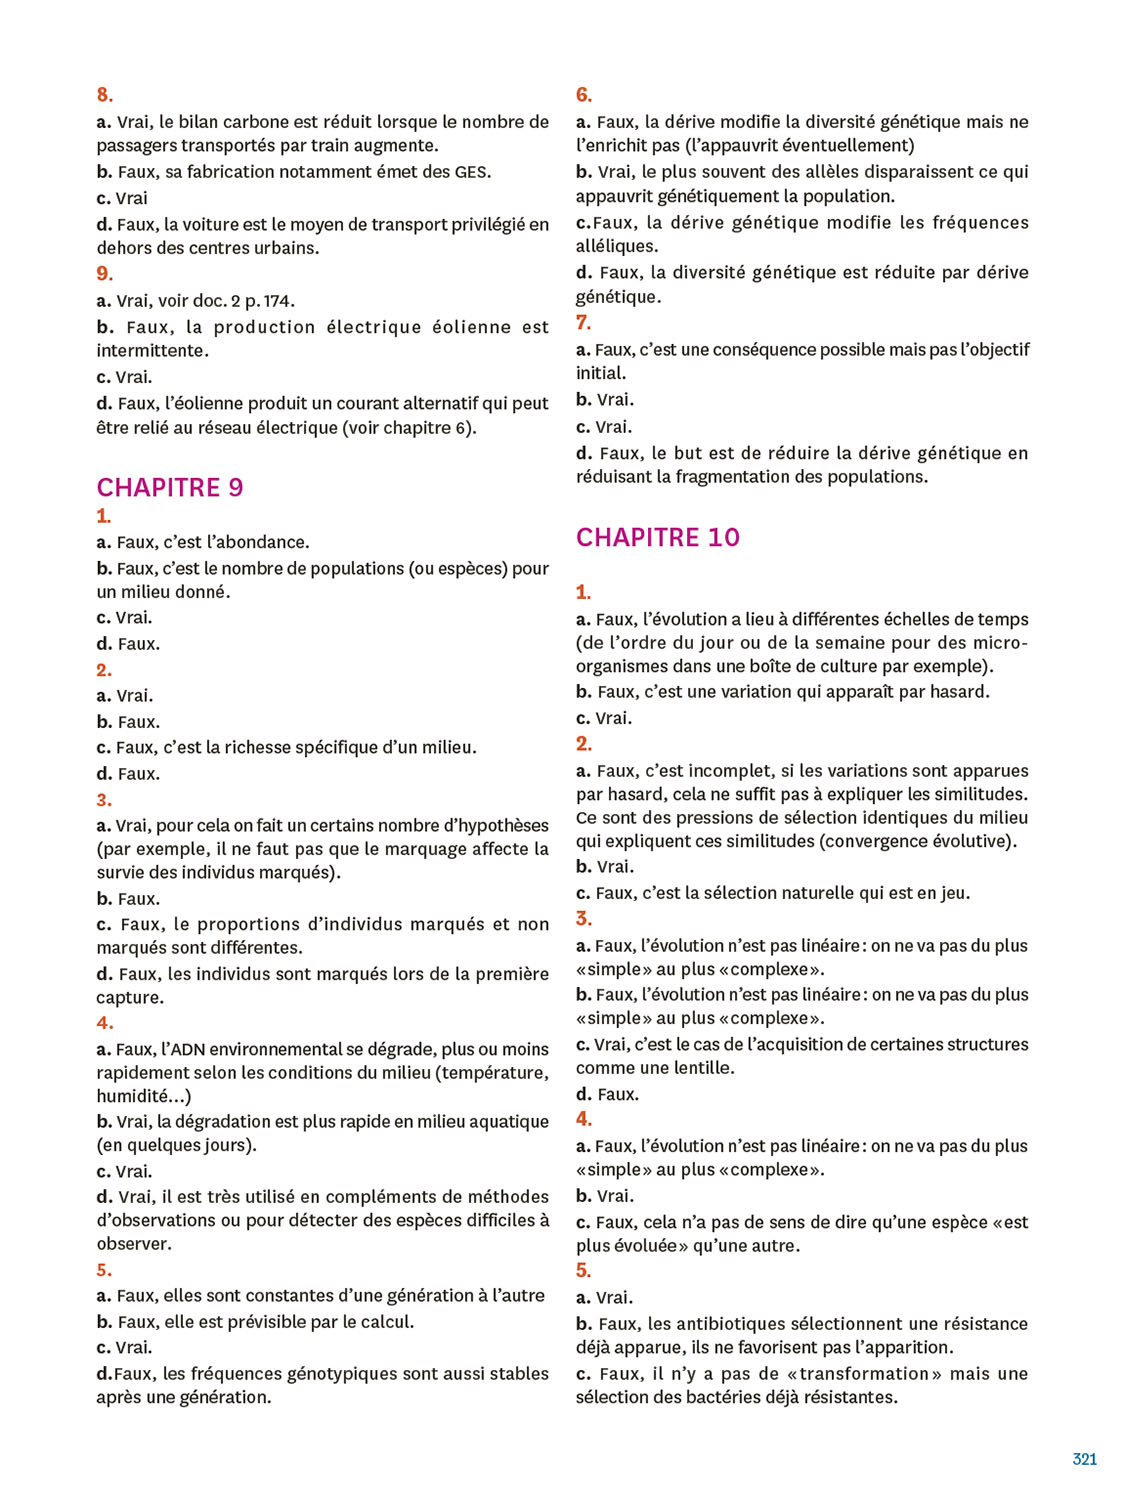 8.
a. Vrai, le bilan carbone est réduit lorsque le nombre de
passagers transportés par train augmente.
b. Faux, sa fabrication notamment émet des GES.
c. Vrai
d. Faux, la voiture est le moyen de transport privilégié en
dehors des centres urbains.
9.
a. Vrai, voir doc. 2 p. 174.
b. Faux, la production électrique éolienne est
intermittente.
c. Vrai.
d. Faux, l’éolienne produit un courant alternatif qui peut
être relié au réseau électrique (voir chapitre 6).
CHAPITRE 9
1.
a. Faux, c’est l’abondance.
b. Faux, c’est le nombre de populations (ou espèces) pour
un milieu donné.
c. Vrai.
d. Faux.
2.
a. Vrai.
b. Faux.
c. Faux, c’est la richesse spécifique d’un milieu.
d. Faux.
3.
a. Vrai, pour cela on fait un certains nombre d’hypothèses
(par exemple, il ne faut pas que le marquage affecte la
survie des individus marqués).
b. Faux.
c. Faux, le proportions d’individus marqués et non
marqués sont différentes.
d. Faux, les individus sont marqués lors de la première
capture.
4.
a. Faux, l’ADN environnemental se dégrade, plus ou moins
rapidement selon les conditions du milieu (température,
humidité…)
b. Vrai, la dégradation est plus rapide en milieu aquatique
(en quelques jours).
c. Vrai.
d. Vrai, il est très utilisé en compléments de méthodes
d’observations ou pour détecter des espèces difficiles à
observer.
5.
a. Faux, elles sont constantes d’une génération à l’autre
b. Faux, elle est prévisible par le calcul.
c. Vrai.
d.Faux, les fréquences génotypiques sont aussi stables
après une génération.
6.
a. Faux, la dérive modifie la diversité génétique mais ne
l’enrichit pas (l’appauvrit éventuellement)
b. Vrai, le plus souvent des allèles disparaissent ce qui
appauvrit génétiquement la population.
c.Faux, la dérive génétique modifie les fréquences
alléliques.
d. Faux, la diversité génétique est réduite par dérive
génétique.
7.
a. Faux, c’est une conséquence possible mais pas l’objectif
initial.
b. Vrai.
c. Vrai.
d. Faux, le but est de réduire la dérive génétique en
réduisant la fragmentation des populations.
CHAPITRE 10
1.
a. Faux, l’évolution a lieu à différentes échelles de temps
(de l’ordre du jour ou de la semaine pour des micro-
organismes dans une boîte de culture par exemple).
b. Faux, c’est une variation qui apparaît par hasard.
c. Vrai.
2.
a. Faux, c’est incomplet, si les variations sont apparues
par hasard, cela ne suffit pas à expliquer les similitudes.
Ce sont des pressions de sélection identiques du milieu
qui expliquent ces similitudes (convergence évolutive).
b. Vrai.
c. Faux, c’est la sélection naturelle qui est en jeu.
3.
a. Faux, l’évolution n’est pas linéaire : on ne va pas du plus
« simple » au plus « complexe ».
b. Faux, l’évolution n’est pas linéaire : on ne va pas du plus
« simple » au plus « complexe ».
c. Vrai, c’est le cas de l’acquisition de certaines structures
comme une lentille.
d. Faux.
4.
a. Faux, l’évolution n’est pas linéaire : on ne va pas du plus
« simple » au plus « complexe ».
b. Vrai.
c. Faux, cela n’a pas de sens de dire qu’une espèce « est
plus évoluée » qu’une autre.
5.
a. Vrai.
b. Faux, les antibiotiques sélectionnent une résistance
déjà apparue, ils ne favorisent pas l’apparition.
c. Faux, il n’y a pas de « transformation » mais une
sélection des bactéries déjà résistantes.
321